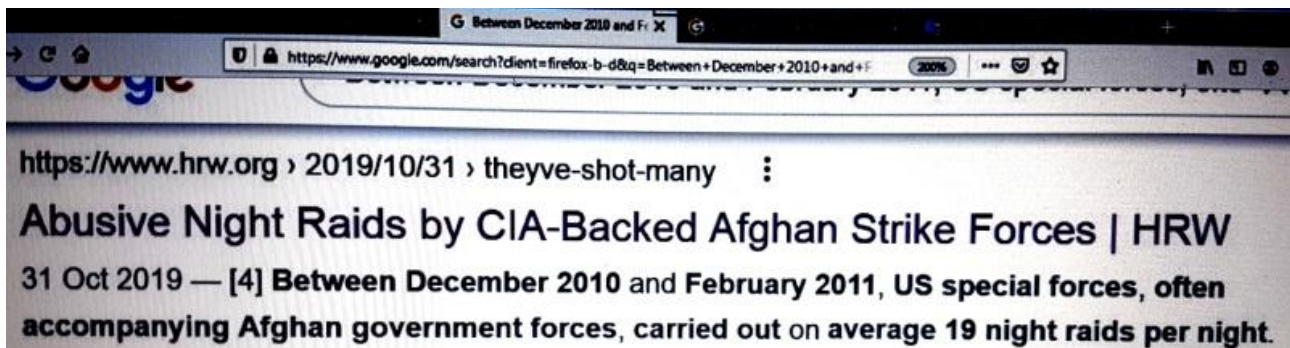 G Between December 2010 and Fe X
https://www.google.com/search?client=firefox-b-d&q=Between+December+2010+and+F 200%
Google
https://www.hrw.org › 2019/10/31 › theyve-shot-many
Abusive Night Raids by CIA-Backed Afghan Strike Forces | HRW
31 Oct 2019 — [4] Between December 2010 and February 2011, US special forces, often
accompanying Afghan government forces, carried out on average 19 night raids per night.